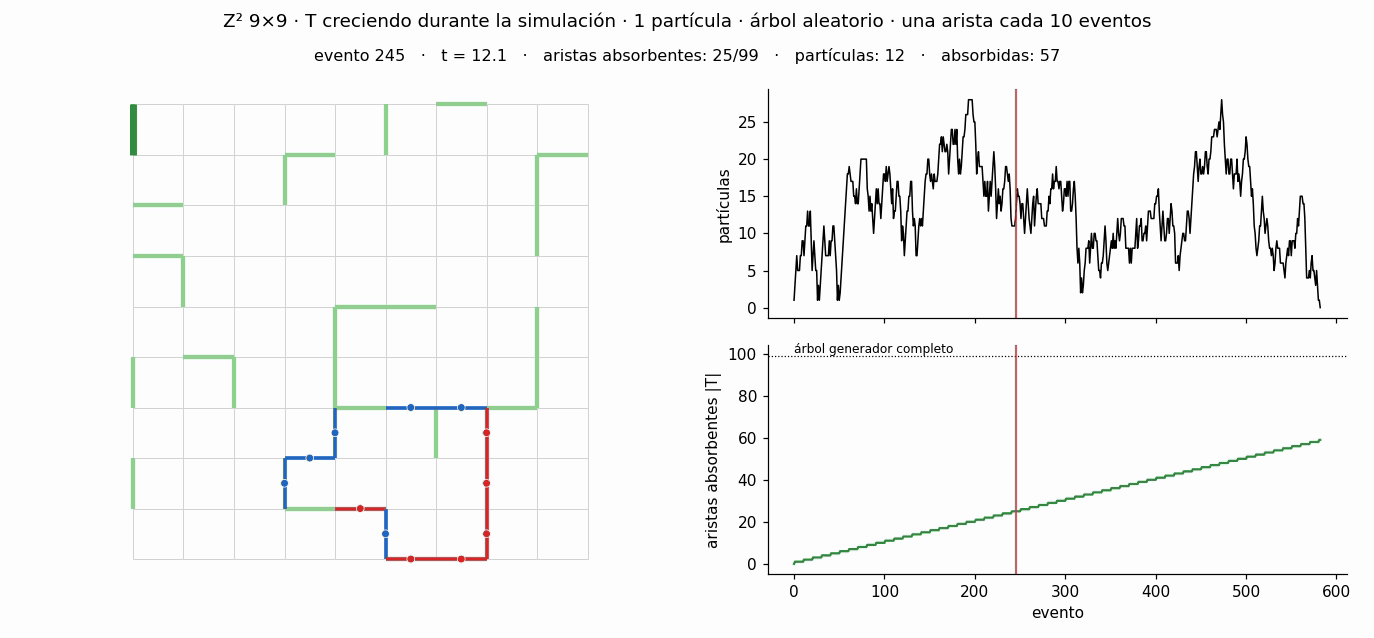 Z² 9×9 · T creciendo durante la simulación · 1 partícula · árbol aleatorio · una arista cada 10 eventos
evento 245 · t = 12.1 · aristas absorbentes: 25/99 · partículas: 12 · absorbidas: 57
partículas
25
20
15
10
5
0
aristas absorbentes |T|
100
80
60
40
20
0
árbol generador completo
0 100 200 300 400 500 600
evento